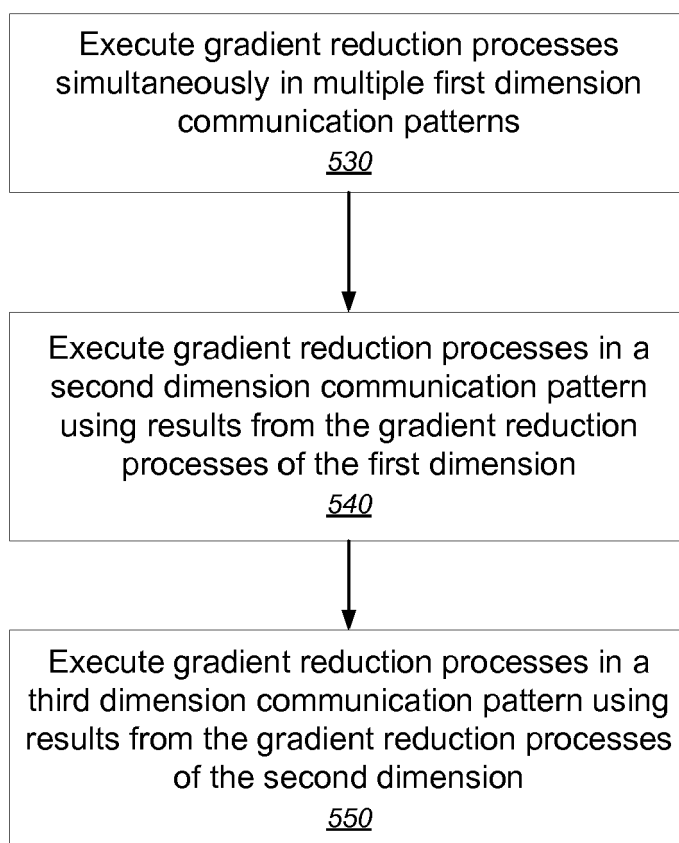 Execute gradient reduction processes
simultaneously in multiple first dimension
communication patterns
530
Execute gradient reduction processes in a
second dimension communication pattern
using results from the gradient reduction
processes of the first dimension
540
Execute gradient reduction processes in a
third dimension communication pattern using
results from the gradient reduction processes
of the second dimension
550